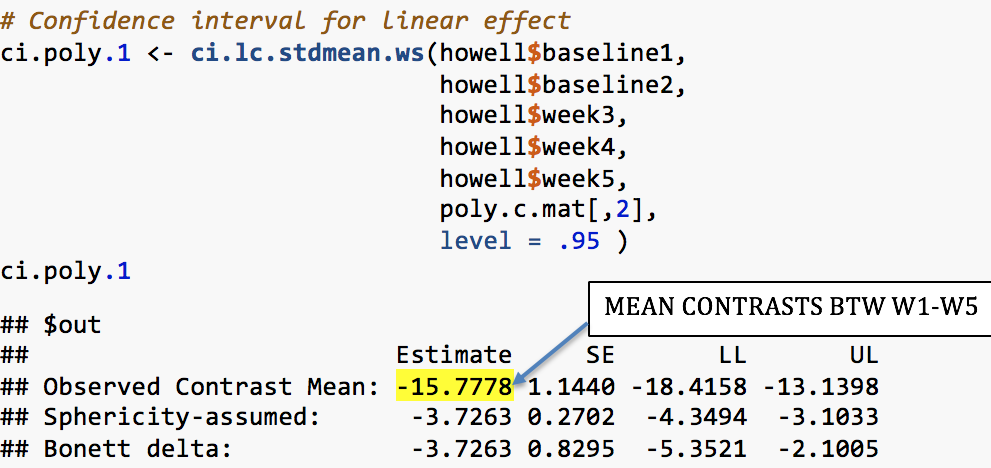 # Confidence interval for linear effect
ci.poly.1 <- ci.lc.stdmean.ws(howell$baseline1,
howell$baseline2,
howell$week3,
howell$week4,
howell$week5,
poly.c.mat[,2],
level = .95 )
ci.poly.1
MEAN CONTRASTS BTW W1-W5
## $out
## Estimate SE LL UL
## Observed Contrast Mean: -15.7778 1.1440 -18.4158 -13.1398
## Sphericity-assumed: -3.7263 0.2702 -4.3494 -3.1033
## Bonett delta: -3.7263 0.8295 -5.3521 -2.1005